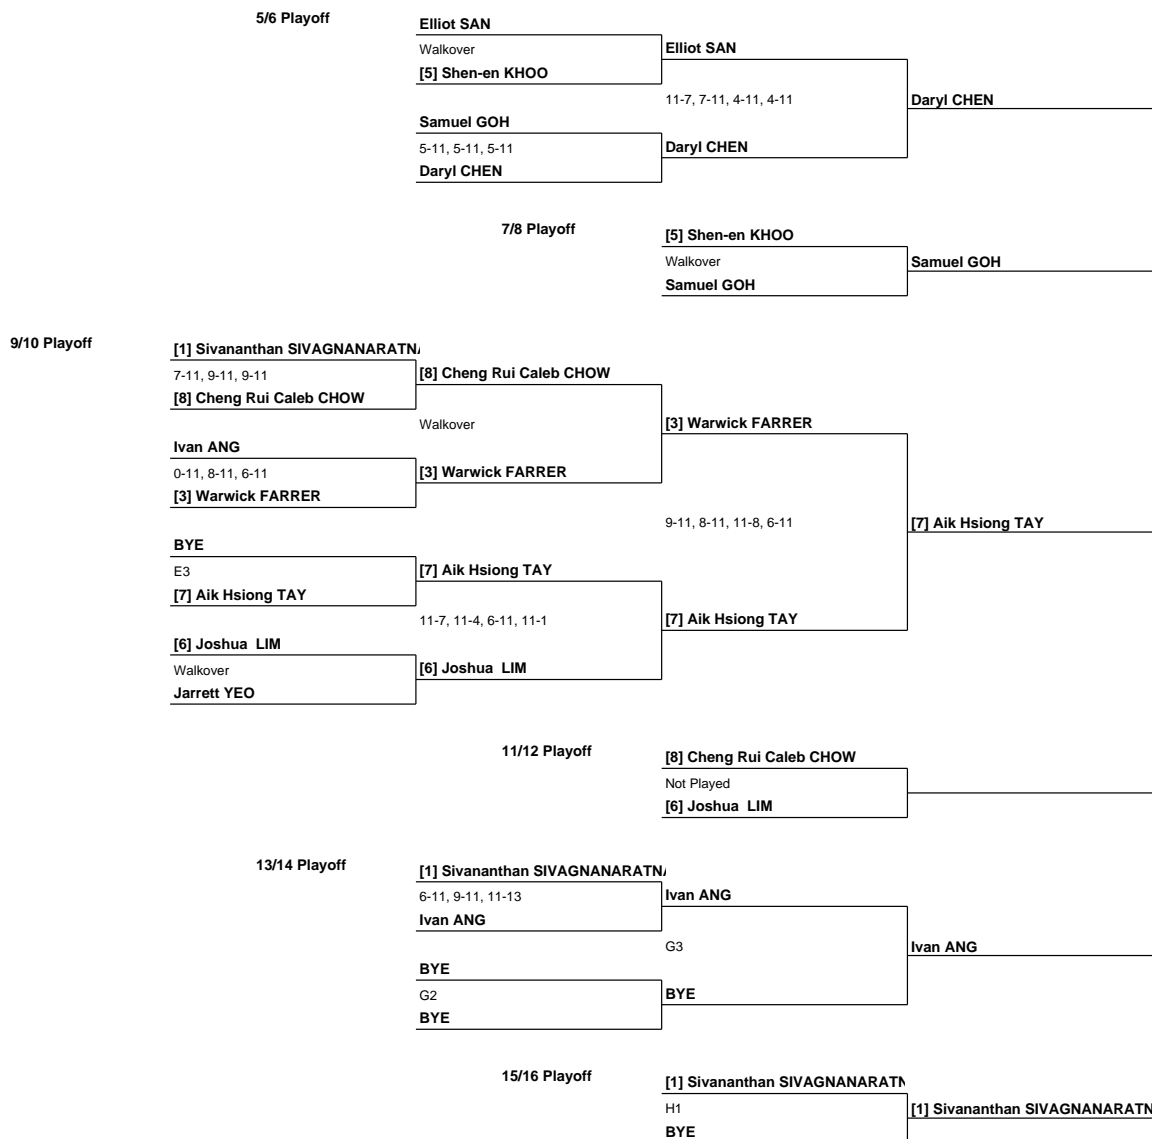 5/6 Playoff
Elliot SAN
Walkover
[5] Shen-en KHOO
Elliot SAN
11-7, 7-11, 4-11, 4-11
Daryl CHEN
Samuel GOH
5-11, 5-11, 5-11
Daryl CHEN
Daryl CHEN
7/8 Playoff
[5] Shen-en KHOO
Walkover
Samuel GOH
Samuel GOH
9/10 Playoff
[1] Sivananthan SIVAGNANARATN
7-11, 9-11, 9-11
[8] Cheng Rui Caleb CHOW
[8] Cheng Rui Caleb CHOW
Walkover
[3] Warwick FARRER
Ivan ANG
0-11, 8-11, 6-11
[3] Warwick FARRER
[3] Warwick FARRER
9-11, 8-11, 11-8, 6-11
[7] Aik Hsiong TAY
BYE
E3
[7] Aik Hsiong TAY
[7] Aik Hsiong TAY
11-7, 11-4, 6-11, 11-1
[7] Aik Hsiong TAY
[6] Joshua  LIM
Walkover
Jarrett YEO
[6] Joshua  LIM
11/12 Playoff
[8] Cheng Rui Caleb CHOW
Not Played
[6] Joshua  LIM
13/14 Playoff
[1] Sivananthan SIVAGNANARATN
6-11, 9-11, 11-13
Ivan ANG
Ivan ANG
G3
Ivan ANG
BYE
G2
BYE
BYE
15/16 Playoff
[1] Sivananthan SIVAGNANARATN
H1
BYE
[1] Sivananthan SIVAGNANARATN